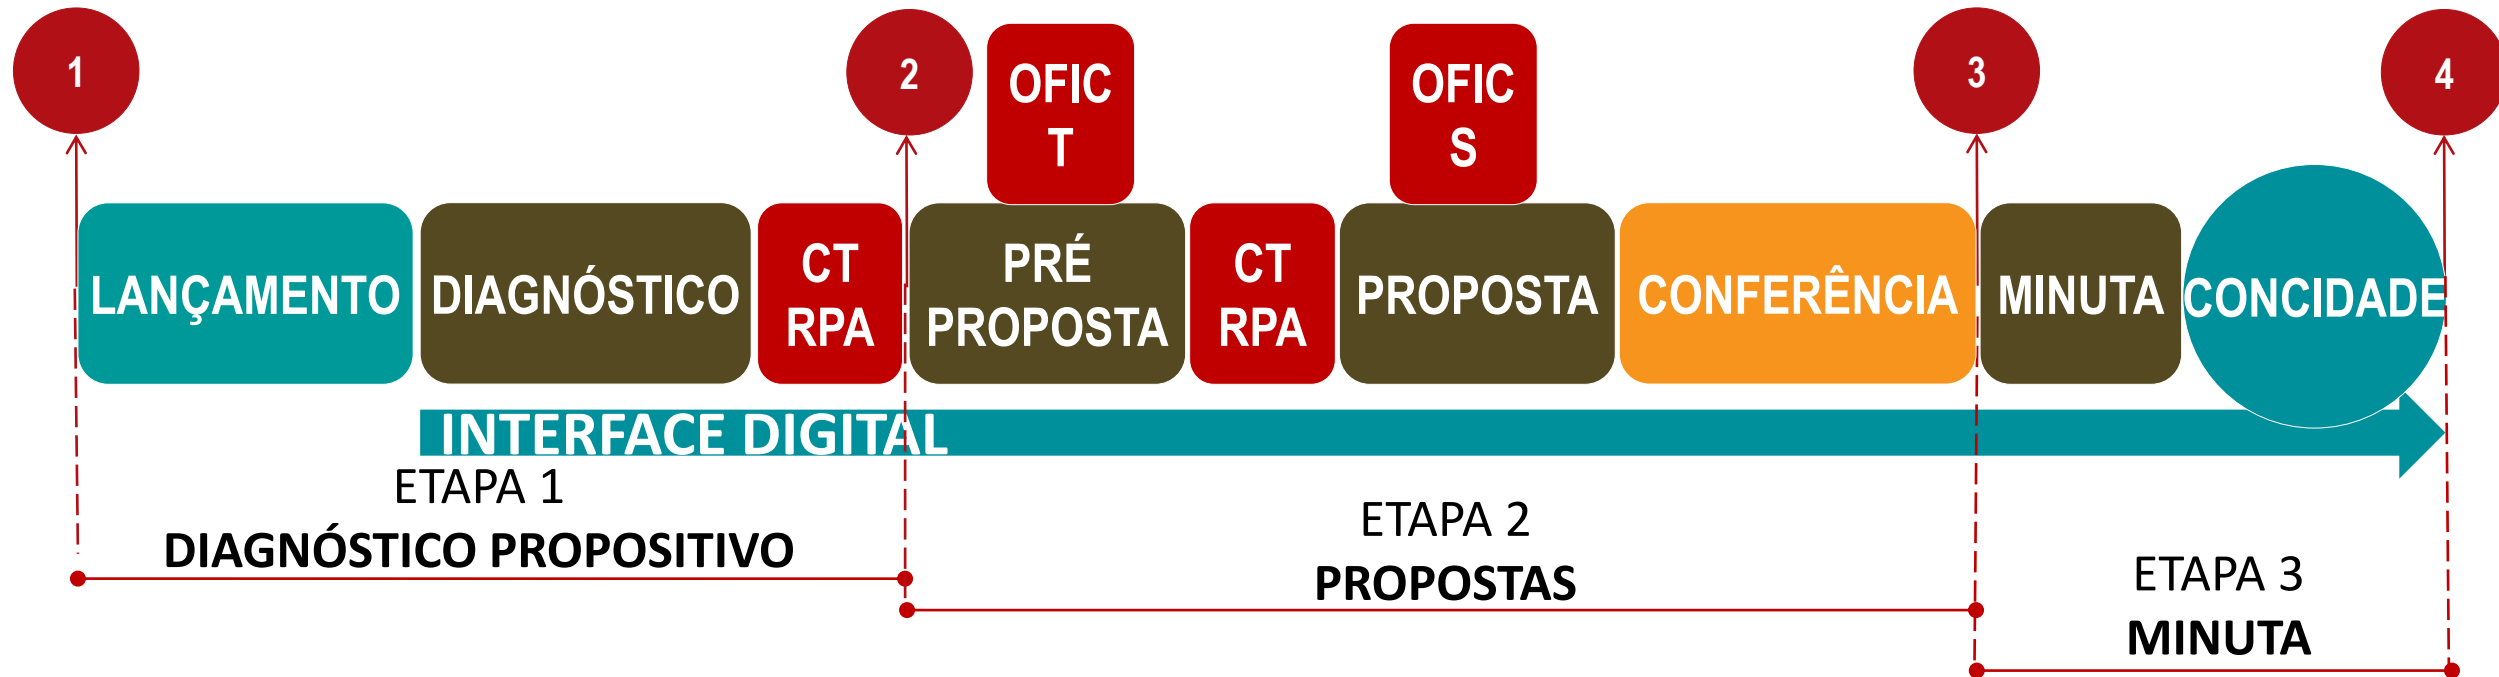 1
2
OFIC
T
OFIC
S
3
4
LANÇAMENTO
DIAGNÓSTICO
CT
RPA
PRÉ
PROPOSTA
CT
RPA
PROPOSTA
CONFERÊNCIA
MINUTA
CONCIDADE
INTERFACE DIGITAL
ETAPA 1
DIAGNÓSTICO PROPOSITIVO
ETAPA 2
PROPOSTAS
ETAPA 3
MINUTA